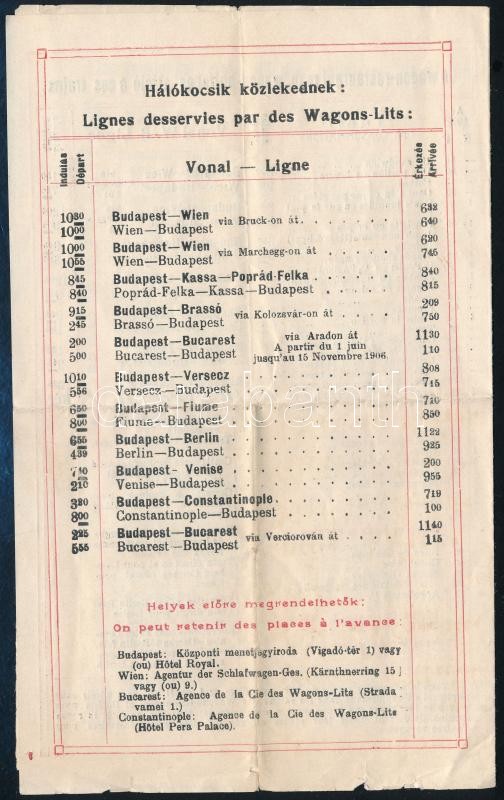 Hálókocsik közlekednek:
Lignes desservies par des Wagons-Lits:
Indulás
Départ
Vonal — Ligne
Érkezés
Arrivée
1030 Budapest—Wien via Bruck-on át . . . . . 632
1000 Wien—Budapest 640
1000 Budapest—Wien via Marchegg-on át . . . . 620
1055 Wien—Budapest 745
845 Budapest—Kassa—Poprád-Felka . . . . . . 840
840 Poprád-Felka—Kassa—Budapest . . . . . . 815
915 Budapest—Brassó via Kolozsvár-on át . . . . 209
245 Brassó—Budapest 750
200 Budapest—Bucarest via Aradon át 1130
A partir du 1 juin
500 Bucarest—Budapest jusqu'au 15 Novembre 1906. 110
1010 Budapest—Versecz . . . . . . . . 808
556 Versecz—Budapest . . . . . . . . 715
650 Budapest—Fiume . . . . . . . . 710
800 Fiume—Budapest . . . . . . . . 850
655 Budapest—Berlin . . . . . . . . 1122
439 Berlin—Budapest . . . . . . . . 925
710 Budapest- Venise . . . . . . . . 200
210 Venise—Budapest . . . . . . . . 955
320 Budapest—Constantinople . . . . . . . 719
800 Constantinople—Budapest . . . . . . . 100
225 Budapest—Bucarest via Verciorován át . . . . 1140
555 Bucarest—Budapest 115
Helyek előre megrendelhetők:
On peut retenir des places à l'avance:
Budapest: Központi menetjegyiroda (Vigadó-tér 1) vagy
(ou) Hôtel Royal.
Wien: Agentur der Schlafwagen-Ges. (Kärnthnerring 15
vagy (ou) 9.)
Bucarest: Agence de la Cie des Wagons-Lits (Strada
vamei 1.)
Constantinople: Agence de la Cie des Wagons-Lits
(Hôtel Pera Palace).
darabanth